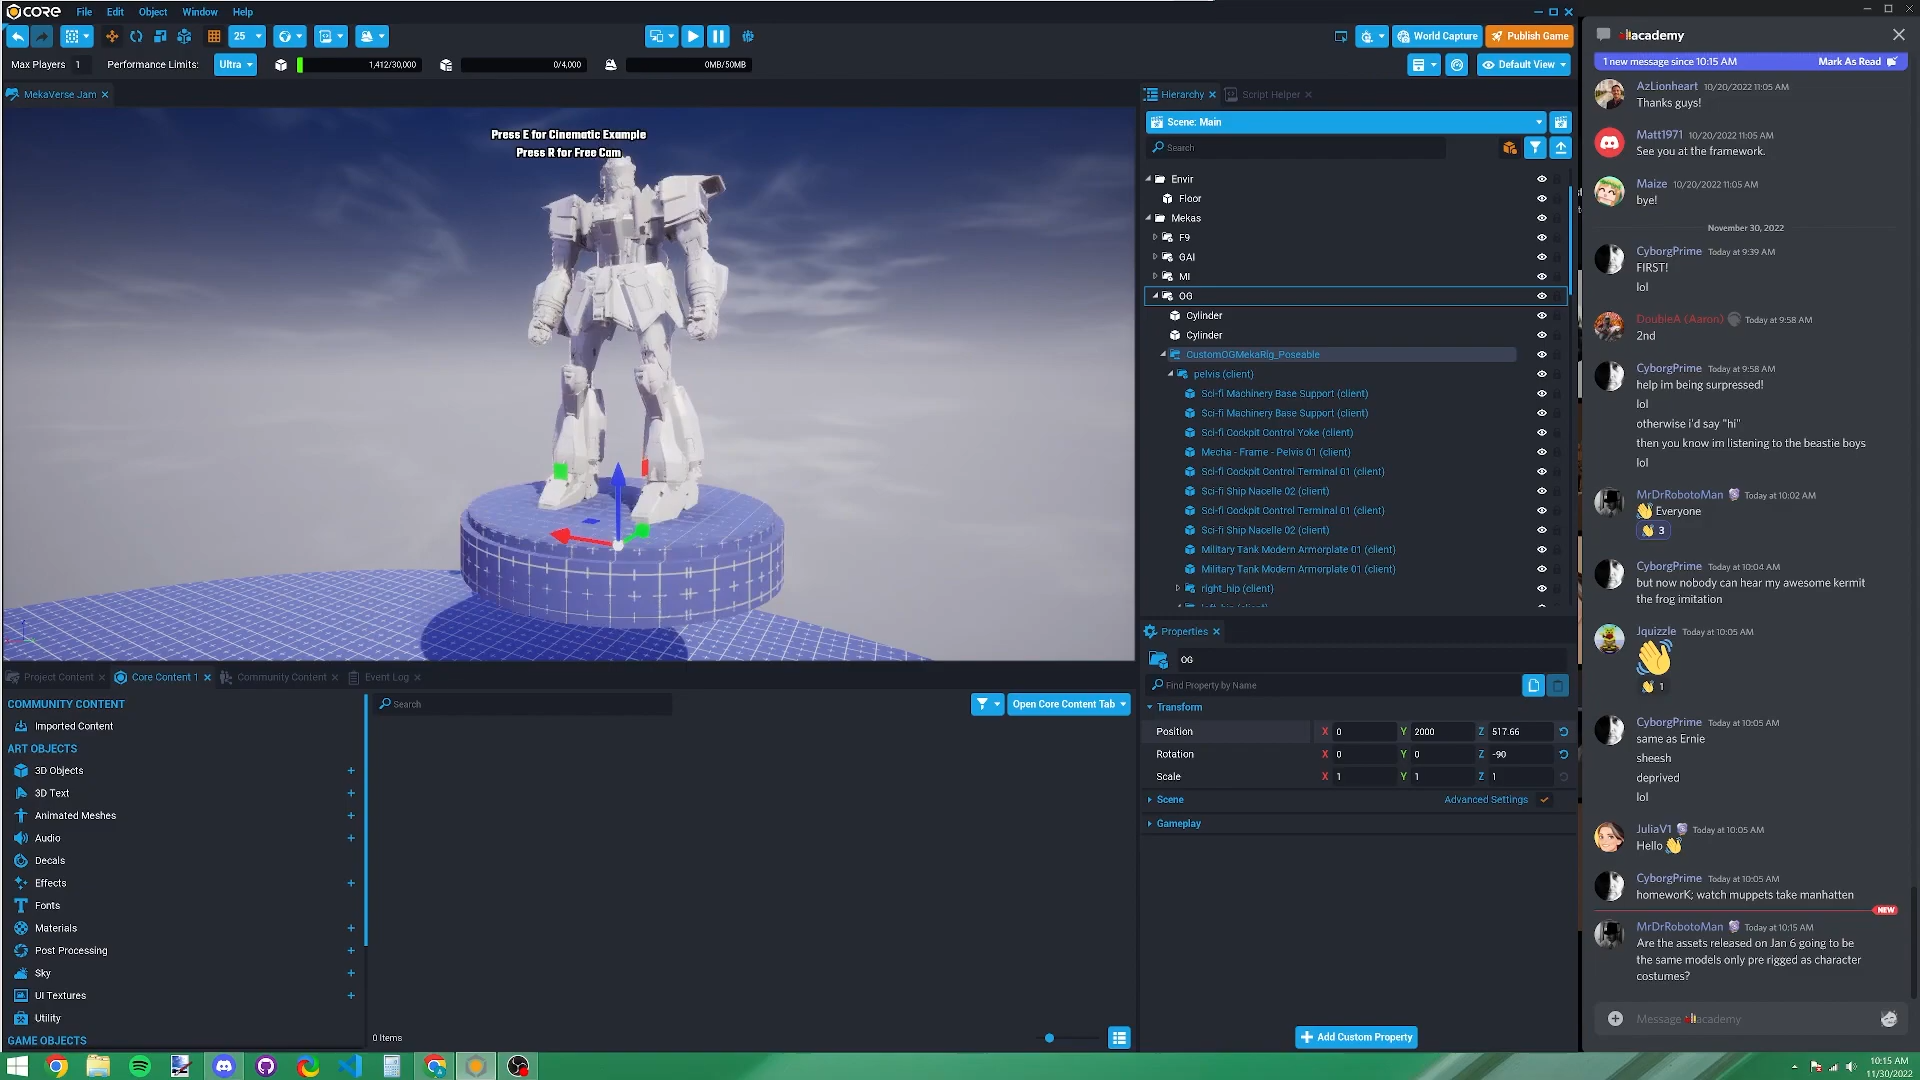 CORE File Edit Object Window Help
25
World Capture Publish Game
Max Players 1 Performance Limits: Ultra 1,412/30,000 0/4,000 0MB/50MB
Default View
MekaVerse Jam
Press E for Cinematic Example
Press R for Free Cam
Hierarchy Script Helper
Scene: Main
Search
Envir
Floor
Mekas
F9
GAI
MI
OG
Cylinder
Cylinder
CustomOGMekaRig_Poseable
pelvis (client)
Sci-fi Machinery Base Support (client)
Sci-fi Machinery Base Support (client)
Sci-fi Cockpit Control Yoke (client)
Mecha - Frame - Pelvis 01 (client)
Sci-fi Cockpit Control Terminal 01 (client)
Sci-fi Ship Nacelle 02 (client)
Sci-fi Cockpit Control Terminal 01 (client)
Sci-fi Ship Nacelle 02 (client)
Military Tank Modern Armorplate 01 (client)
Military Tank Modern Armorplate 01 (client)
right_hip (client)
Properties
OG
Find Property by Name
Transform
Position X 0 Y 2000 Z 517.66
Rotation X 0 Y 0 Z -90
Scale X 1 Y 1 Z 1
Scene Advanced Settings
Gameplay
Add Custom Property
Project Content Core Content 1 Community Content Event Log
COMMUNITY CONTENT
Imported Content
ART OBJECTS
3D Objects
3D Text
Animated Meshes
Audio
Decals
Effects
Fonts
Materials
Post Processing
Sky
UI Textures
Utility
GAME OBJECTS
Search
Open Core Content Tab
0 Items
academy
1 new message since 10:15 AM Mark As Read
AzLionheart 10/20/2022 11:05 AM
Thanks guys!
Matt1971 10/20/2022 11:05 AM
See you at the framework.
Maize 10/20/2022 11:05 AM
bye!
November 30, 2022
CyborgPrime Today at 9:39 AM
FIRST!
lol
DoubleA (Aaron) Today at 9:58 AM
2nd
CyborgPrime Today at 9:58 AM
help im being surpressed!
lol
otherwise i'd say "hi"
then you know im listening to the beastie boys
lol
MrDrRobotoMan Today at 10:02 AM
👋 Everyone
👋 3
CyborgPrime Today at 10:04 AM
but now nobody can hear my awesome kermit
the frog imitation
Jquizzle Today at 10:05 AM
👋
👋 1
CyborgPrime Today at 10:05 AM
same as Ernie
sheesh
deprived
lol
JuliaV1 Today at 10:05 AM
Hello 👋
CyborgPrime Today at 10:05 AM
homeworK; watch muppets take manhatten
NEW
MrDrRobotoMan Today at 10:15 AM
Are the assets released on Jan 6 going to be
the same models only pre rigged as character
costumes?
Message academy
10:15 AM
11/30/2022